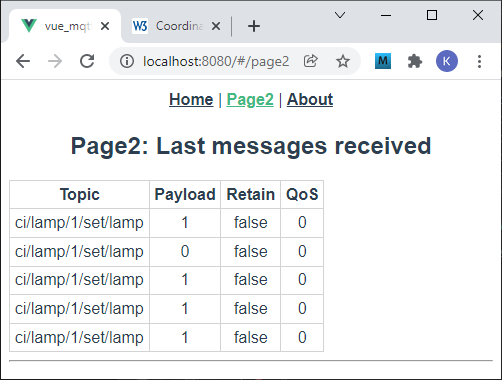 vue_mqt
W3 Coordina
localhost:8080/#/page2
M
K
Home | Page2 | About
Page2: Last messages received
Topic Payload Retain QoS
ci/lamp/1/set/lamp 1 false 0
ci/lamp/1/set/lamp 0 false 0
ci/lamp/1/set/lamp 1 false 0
ci/lamp/1/set/lamp 1 false 0
ci/lamp/1/set/lamp 1 false 0